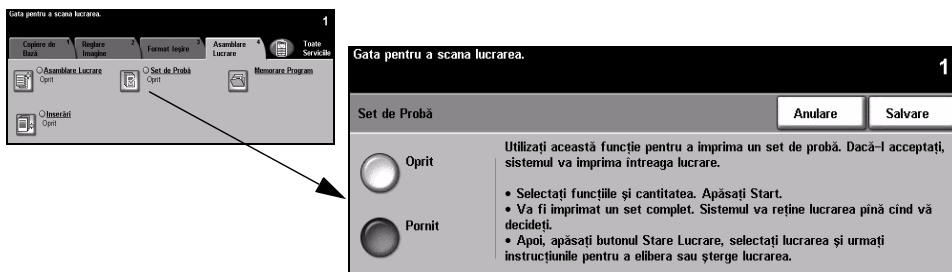 Gata pentru a scana lucrarea.
1
Copiere de Bază 1
Reglare Imagine 2
Format Ieşire 3
Asamblare Lucrare 4
Toate Serviciile
Asamblare Lucrare
Oprit
Set de Probă
Oprit
Memorare Program
Inserări
Oprit
Gata pentru a scana lucrarea.
1
Set de Probă
Anulare
Salvare
Oprit
Pornit
Utilizaţi această funcţie pentru a imprima un set de probă. Dacă-l acceptaţi,
sistemul va imprima întreaga lucrare.
• Selectaţi funcţiile şi cantitatea. Apăsaţi Start.
• Va fi imprimat un set complet. Sistemul va reţine lucrarea pînă cînd vă
decideţi.
• Apoi, apăsaţi butonul Stare Lucrare, selectaţi lucrarea şi urmaţi
instrucţiunile pentru a elibera sau şterge lucrarea.